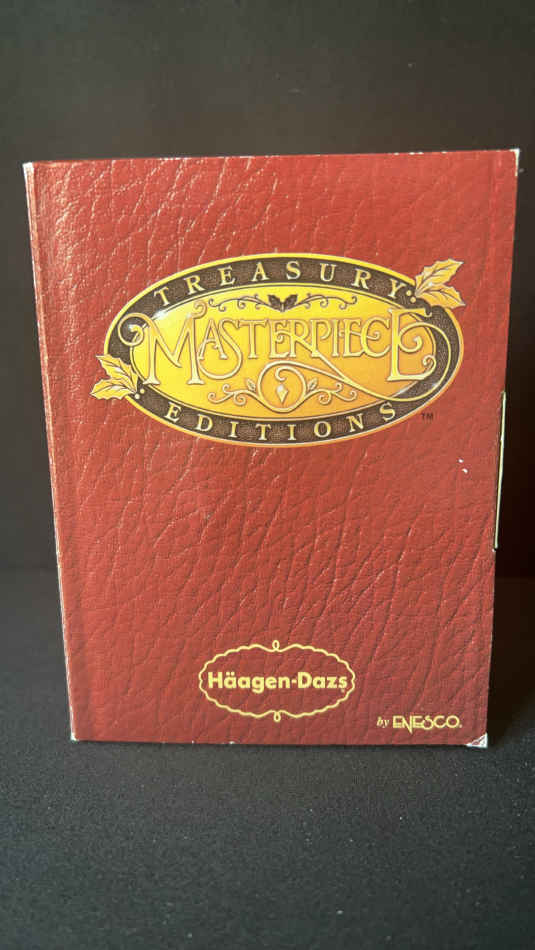 TREASURY
MASTERPIECE
EDITIONS
TM
Häagen-Dazs®
by ENESCO®